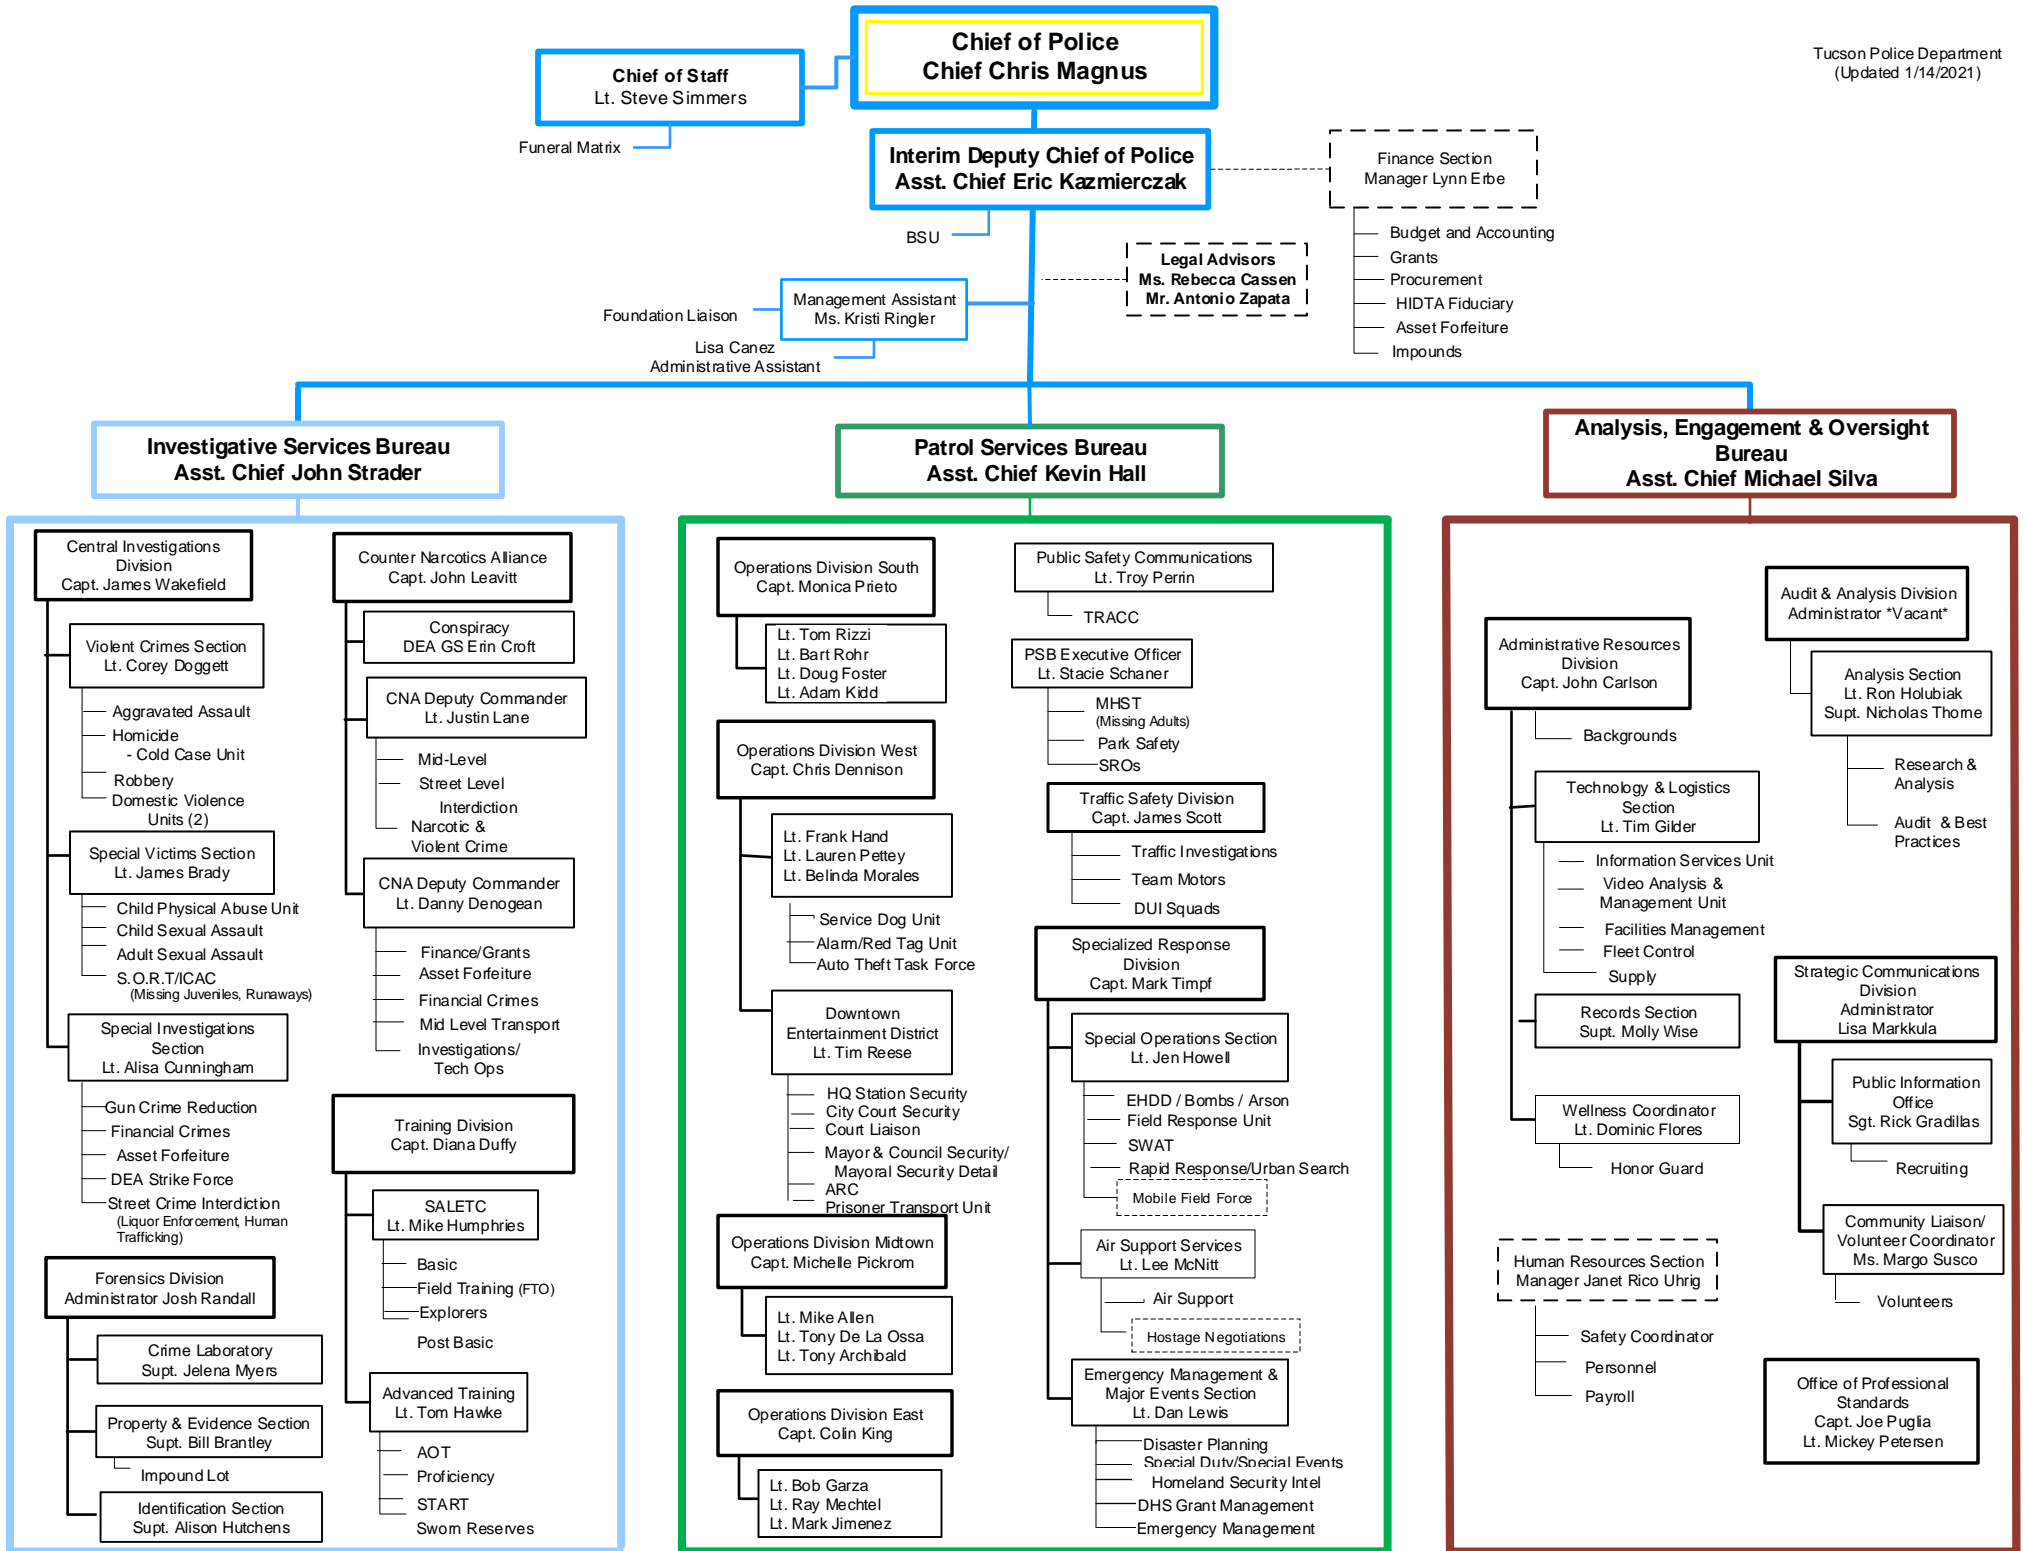 Chief of Police
Chief Chris Magnus
Tucson Police Department
(Updated 1/14/2021)
Chief of Staff
Lt. Steve Simmers
Funeral Matrix
Interim Deputy Chief of Police
Asst. Chief Eric Kazmierczak
BSU
Finance Section
Manager Lynn Erbe
Budget and Accounting
Grants
Procurement
HIDTA Fiduciary
Asset Forfeiture
Impounds
Legal Advisors
Ms. Rebecca Cassen
Mr. Antonio Zapata
Management Assistant
Ms. Kristi Ringler
Foundation Liaison
Lisa Canez
Administrative Assistant
Investigative Services Bureau
Asst. Chief John Strader
Central Investigations
Division
Capt. James Wakefield
Violent Crimes Section
Lt. Corey Doggett
Aggravated Assault
Homicide
- Cold Case Unit
Robbery
Domestic Violence
Units (2)
Special Victims Section
Lt. James Brady
Child Physical Abuse Unit
Child Sexual Assault
Adult Sexual Assault
S.O.R.T/ICAC
(Missing Juveniles, Runaways)
Special Investigations
Section
Lt. Alisa Cunningham
Gun Crime Reduction
Financial Crimes
Asset Forfeiture
DEA Strike Force
Street Crime Interdiction
(Liquor Enforcement, Human
Trafficking)
Forensics Division
Administrator Josh Randall
Crime Laboratory
Supt. Jelena Myers
Property & Evidence Section
Supt. Bill Brantley
Impound Lot
Identification Section
Supt. Alison Hutchens
Counter Narcotics Alliance
Capt. John Leavitt
Conspiracy
DEA GS Erin Croft
CNA Deputy Commander
Lt. Justin Lane
Mid-Level
Street Level
Interdiction
Narcotic &
Violent Crime
CNA Deputy Commander
Lt. Danny Denogean
Finance/Grants
Asset Forfeiture
Financial Crimes
Mid Level Transport
Investigations/
Tech Ops
Training Division
Capt. Diana Duffy
SALETC
Lt. Mike Humphries
Basic
Field Training (FTO)
Explorers
Post Basic
Advanced Training
Lt. Tom Hawke
AOT
Proficiency
START
Sworn Reserves
Patrol Services Bureau
Asst. Chief Kevin Hall
Operations Division South
Capt. Monica Prieto
Lt. Tom Rizzi
Lt. Bart Rohr
Lt. Doug Foster
Lt. Adam Kidd
Operations Division West
Capt. Chris Dennison
Lt. Frank Hand
Lt. Lauren Pettey
Lt. Belinda Morales
Service Dog Unit
Alarm/Red Tag Unit
Auto Theft Task Force
Downtown
Entertainment District
Lt. Tim Reese
HQ Station Security
City Court Security
Court Liaison
Mayor & Council Security/
Mayoral Security Detail
ARC
Prisoner Transport Unit
Operations Division Midtown
Capt. Michelle Pickrom
Lt. Mike Allen
Lt. Tony De La Ossa
Lt. Tony Archibald
Operations Division East
Capt. Colin King
Lt. Bob Garza
Lt. Ray Mechtel
Lt. Mark Jimenez
Public Safety Communications
Lt. Troy Perrin
TRACC
PSB Executive Officer
Lt. Stacie Schaner
MHST
(Missing Adults)
Park Safety
SROs
Traffic Safety Division
Capt. James Scott
Traffic Investigations
Team Motors
DUI Squads
Specialized Response
Division
Capt. Mark Timpf
Special Operations Section
Lt. Jen Howell
EHDD / Bombs / Arson
Field Response Unit
SWAT
Rapid Response/Urban Search
Mobile Field Force
Air Support Services
Lt. Lee McNitt
Air Support
Hostage Negotiations
Emergency Management &
Major Events Section
Lt. Dan Lewis
Disaster Planning
Special Duty/Special Events
Homeland Security Intel
DHS Grant Management
Emergency Management
Analysis, Engagement & Oversight
Bureau
Asst. Chief Michael Silva
Administrative Resources
Division
Capt. John Carlson
Backgrounds
Technology & Logistics
Section
Lt. Tim Gilder
Information Services Unit
Video Analysis &
Management Unit
Facilities Management
Fleet Control
Supply
Records Section
Supt. Molly Wise
Wellness Coordinator
Lt. Dominic Flores
Honor Guard
Human Resources Section
Manager Janet Rico Uhrig
Safety Coordinator
Personnel
Payroll
Audit & Analysis Division
Administrator *Vacant*
Analysis Section
Lt. Ron Holubiak
Supt. Nicholas Thorne
Research &
Analysis
Audit & Best
Practices
Strategic Communications
Division
Administrator
Lisa Markkula
Public Information
Office
Sgt. Rick Gradillas
Recruiting
Community Liaison/
Volunteer Coordinator
Ms. Margo Susco
Volunteers
Office of Professional
Standards
Capt. Joe Puglia
Lt. Mickey Petersen